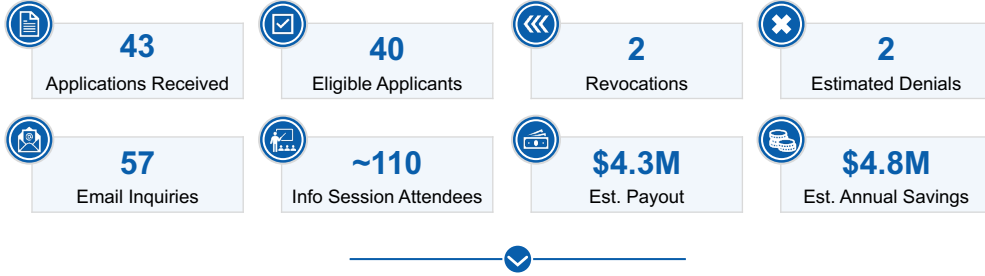 43
Applications Received
40
Eligible Applicants
2
Revocations
2
Estimated Denials
57
Email Inquiries
~110
Info Session Attendees
$4.3M
Est. Payout
$4.8M
Est. Annual Savings